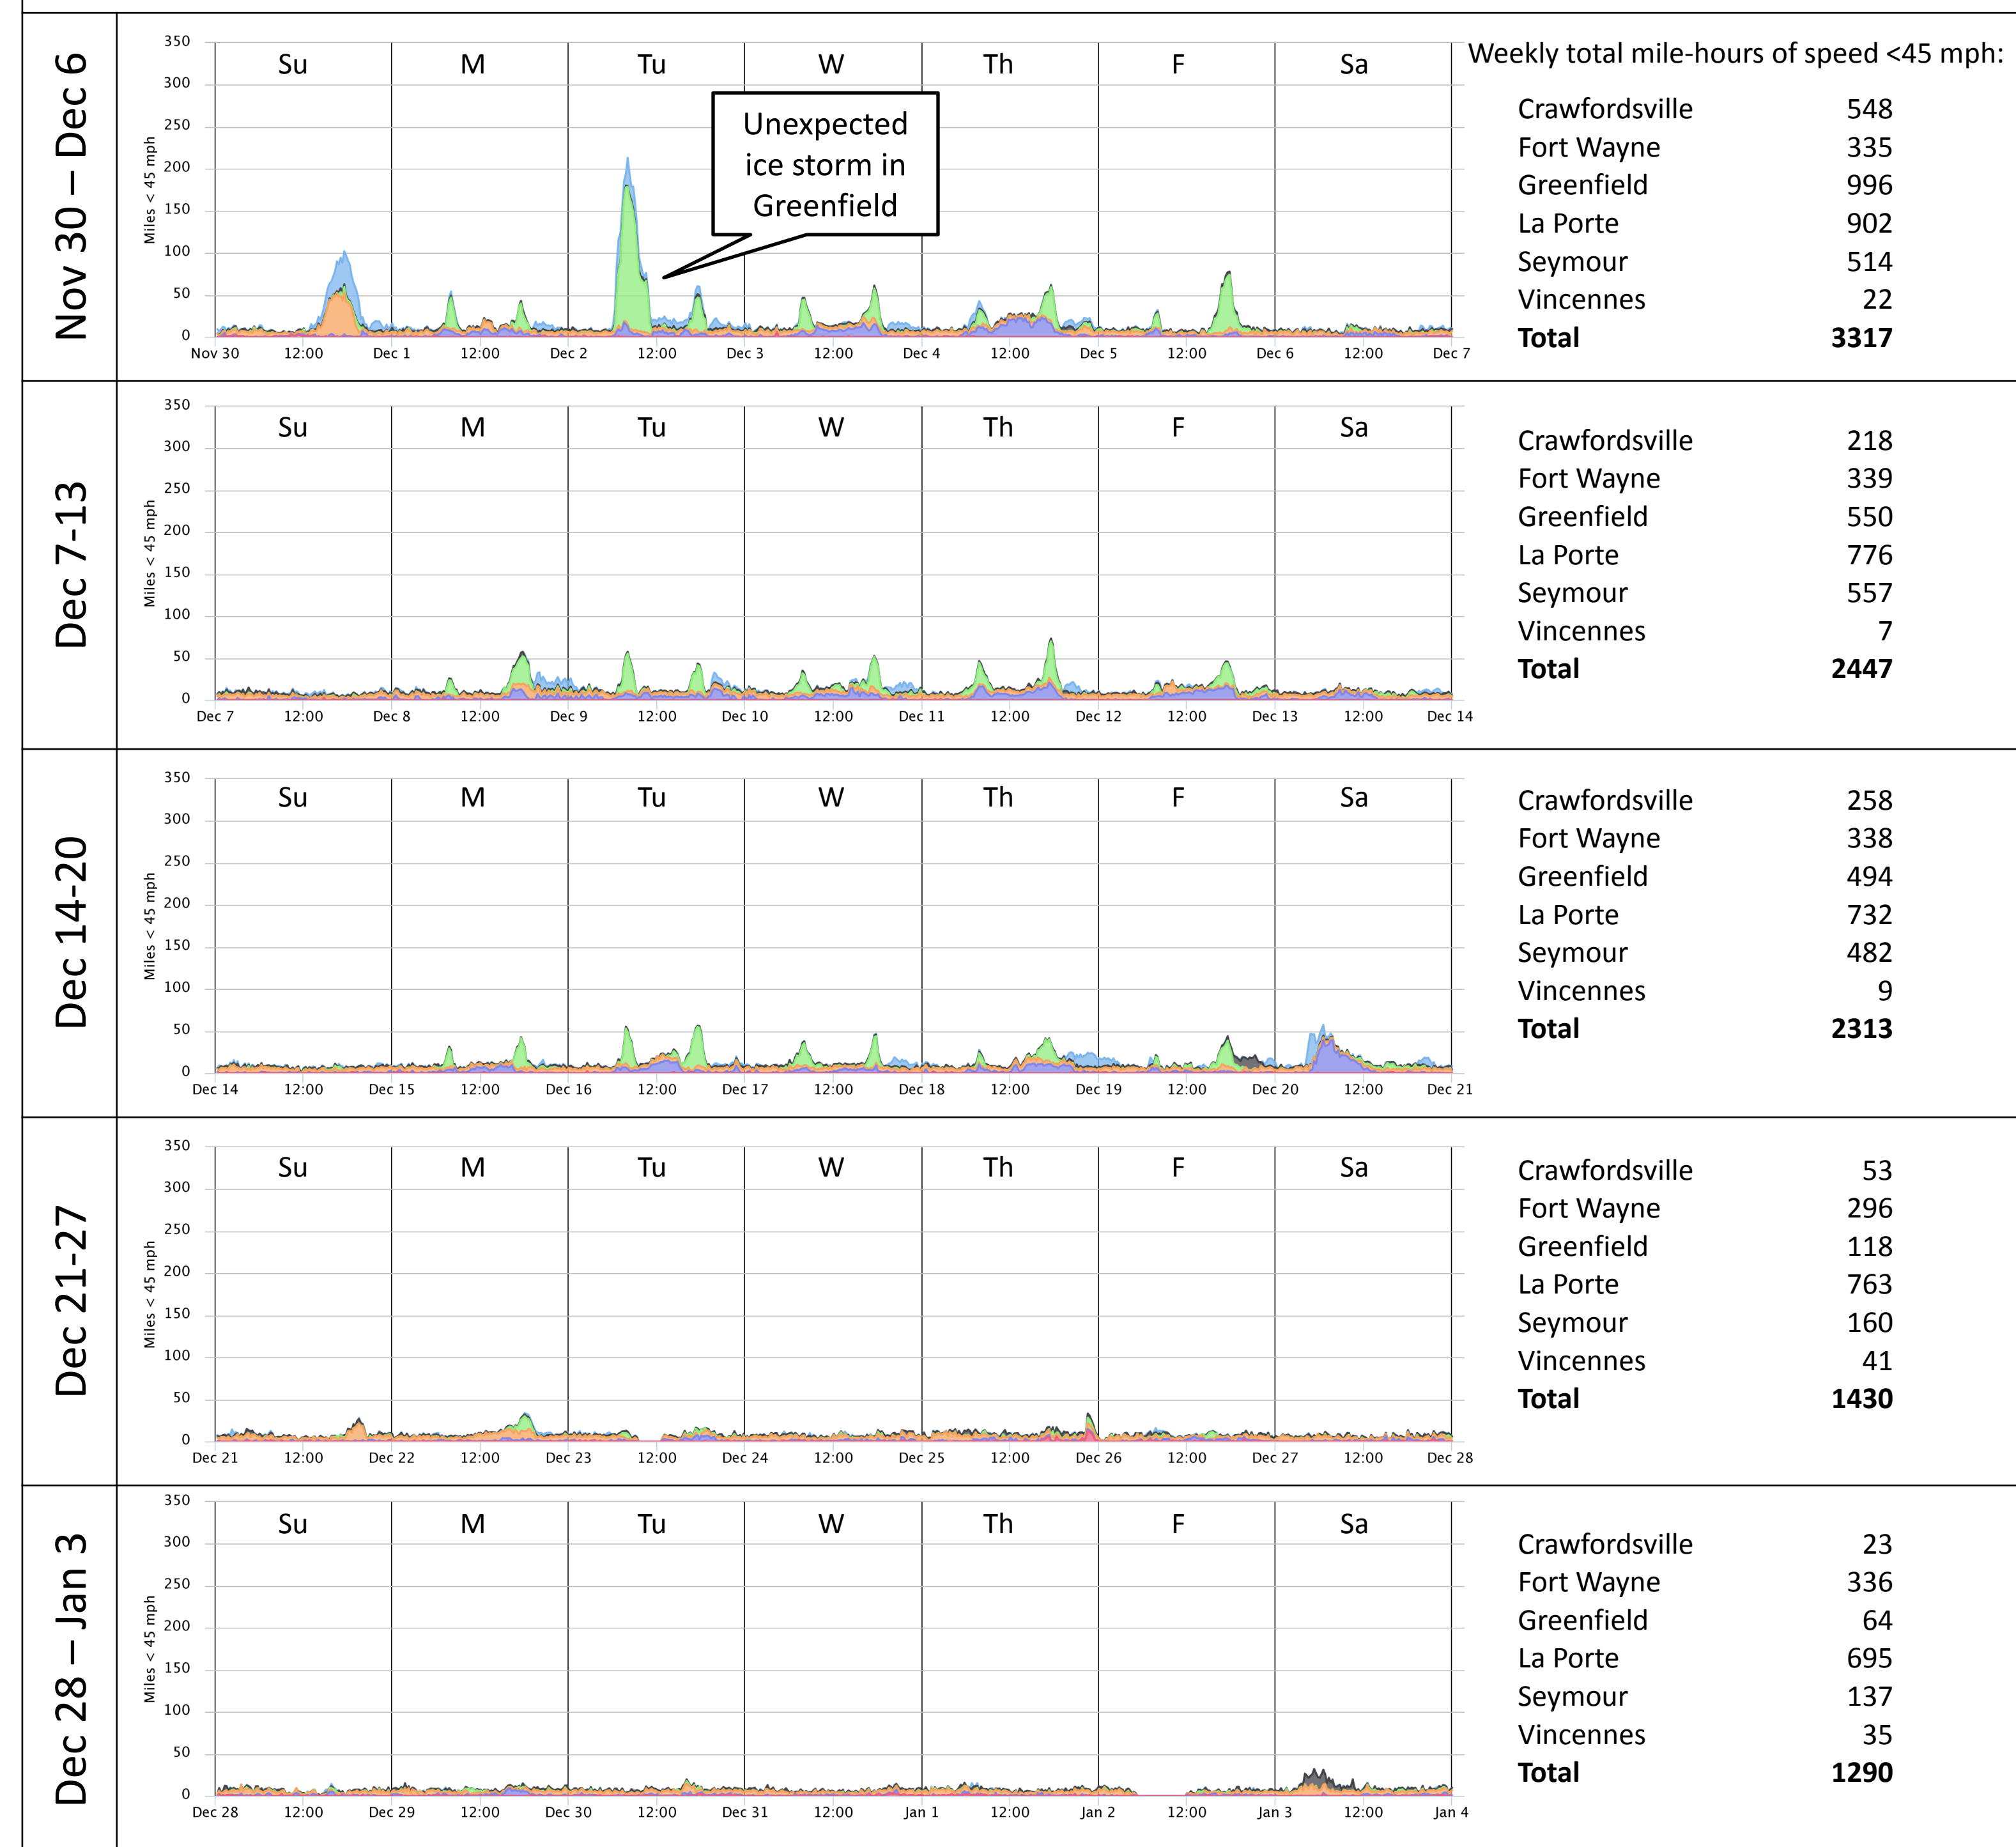 Nov 30 – Dec 6
Miles < 45 mph
350
300
250
200
150
100
50
0
Su M Tu W Th F Sa
Unexpected
ice storm in
Greenfield
Nov 30 12:00 Dec 1 12:00 Dec 2 12:00 Dec 3 12:00 Dec 4 12:00 Dec 5 12:00 Dec 6 12:00 Dec 7
Weekly total mile-hours of speed <45 mph:
Crawfordsville 548
Fort Wayne 335
Greenfield 996
La Porte 902
Seymour 514
Vincennes 22
Total 3317
Dec 7-13
Miles < 45 mph
350
300
250
200
150
100
50
0
Su M Tu W Th F Sa
Dec 7 12:00 Dec 8 12:00 Dec 9 12:00 Dec 10 12:00 Dec 11 12:00 Dec 12 12:00 Dec 13 12:00 Dec 14
Crawfordsville 218
Fort Wayne 339
Greenfield 550
La Porte 776
Seymour 557
Vincennes 7
Total 2447
Dec 14-20
Miles < 45 mph
350
300
250
200
150
100
50
0
Su M Tu W Th F Sa
Dec 14 12:00 Dec 15 12:00 Dec 16 12:00 Dec 17 12:00 Dec 18 12:00 Dec 19 12:00 Dec 20 12:00 Dec 21
Crawfordsville 258
Fort Wayne 338
Greenfield 494
La Porte 732
Seymour 482
Vincennes 9
Total 2313
Dec 21-27
Miles < 45 mph
350
300
250
200
150
100
50
0
Su M Tu W Th F Sa
Dec 21 12:00 Dec 22 12:00 Dec 23 12:00 Dec 24 12:00 Dec 25 12:00 Dec 26 12:00 Dec 27 12:00 Dec 28
Crawfordsville 53
Fort Wayne 296
Greenfield 118
La Porte 763
Seymour 160
Vincennes 41
Total 1430
Dec 28 – Jan 3
Miles < 45 mph
350
300
250
200
150
100
50
0
Su M Tu W Th F Sa
Dec 28 12:00 Dec 29 12:00 Dec 30 12:00 Dec 31 12:00 Jan 1 12:00 Jan 2 12:00 Jan 3 12:00 Jan 4
Crawfordsville 23
Fort Wayne 336
Greenfield 64
La Porte 695
Seymour 137
Vincennes 35
Total 1290